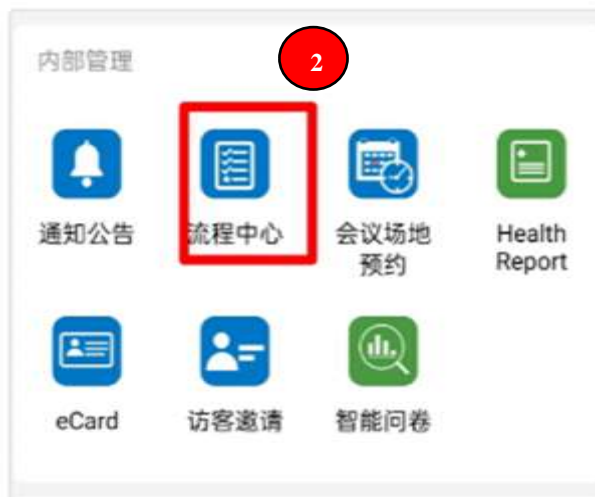 内部管理
2
通知公告
流程中心
会议场地
预约
Health
Report
eCard
访客邀请
智能问卷